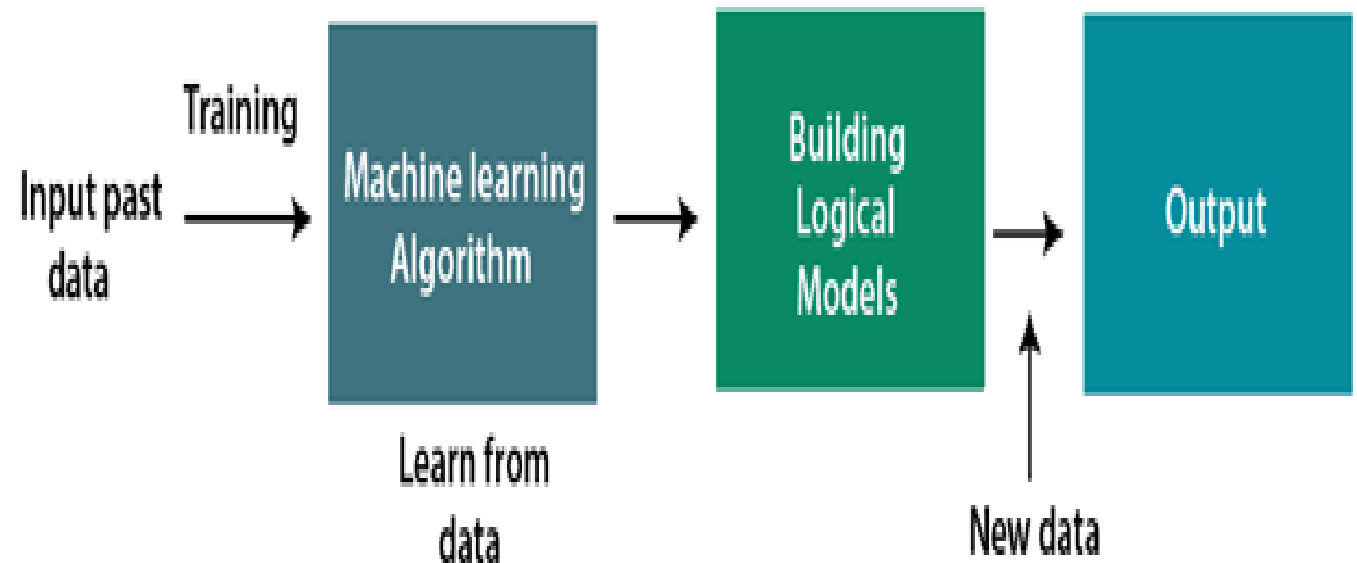 Training
Input past
data
Machine learning
Algorithm
Learn from
data
Building
Logical
Models
New data
Output